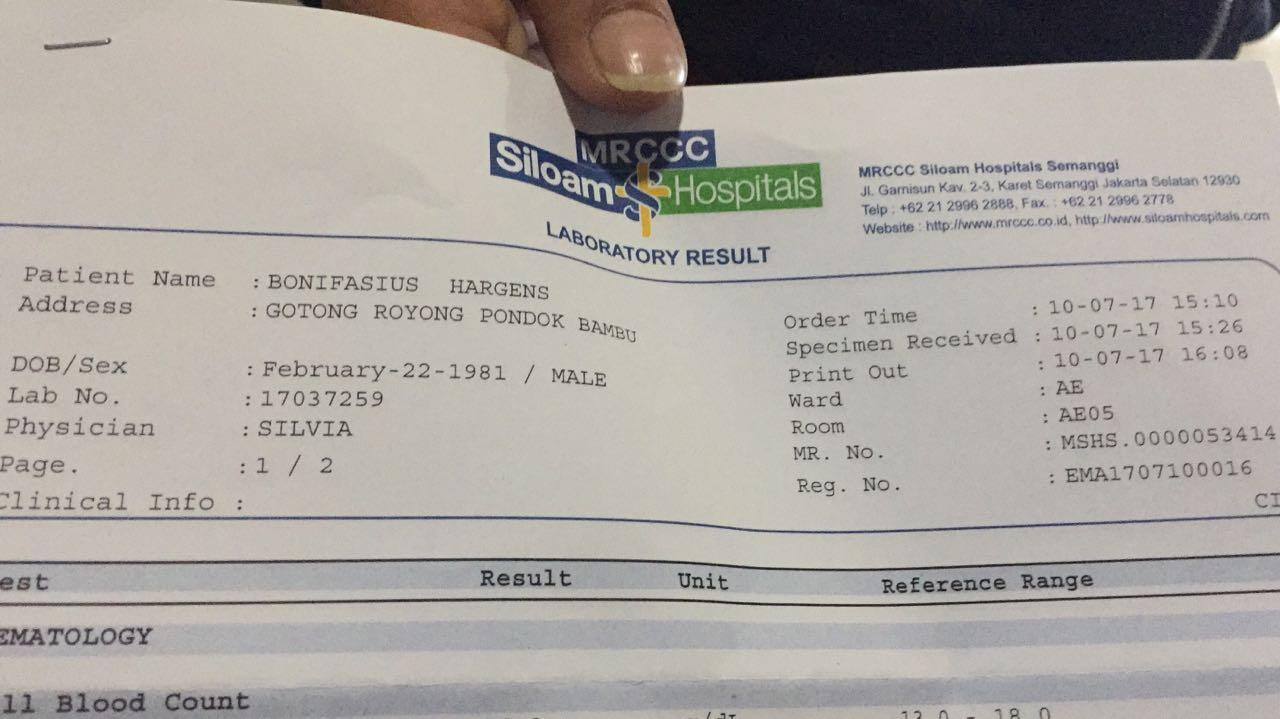 MRCCC
Siloam Hospitals
LABORATORY RESULT
MRCCC Siloam Hospitals Semanggi
Jl. Garnisun Kav. 2-3, Karet Semanggi Jakarta Selatan 12930
Telp : +62 21 2996 2888, Fax. : +62 21 2996 2778
Website : http://www.mrccc.co.id, http://www.siloamhospitals.com
Patient Name : BONIFASIUS HARGENS
Address : GOTONG ROYONG PONDOK BAMBU
DOB/Sex : February-22-1981 / MALE
Lab No. : 17037259
Physician : SILVIA
Page. : 1 / 2
Clinical Info :
Order Time : 10-07-17 15:10
Specimen Received : 10-07-17 15:26
Print Out : 10-07-17 16:08
Ward : AE
Room : AE05
MR. No. : MSHS.0000053414
Reg. No. : EMA1707100016
CI
est Result Unit Reference Range
EMATOLOGY
ll Blood Count